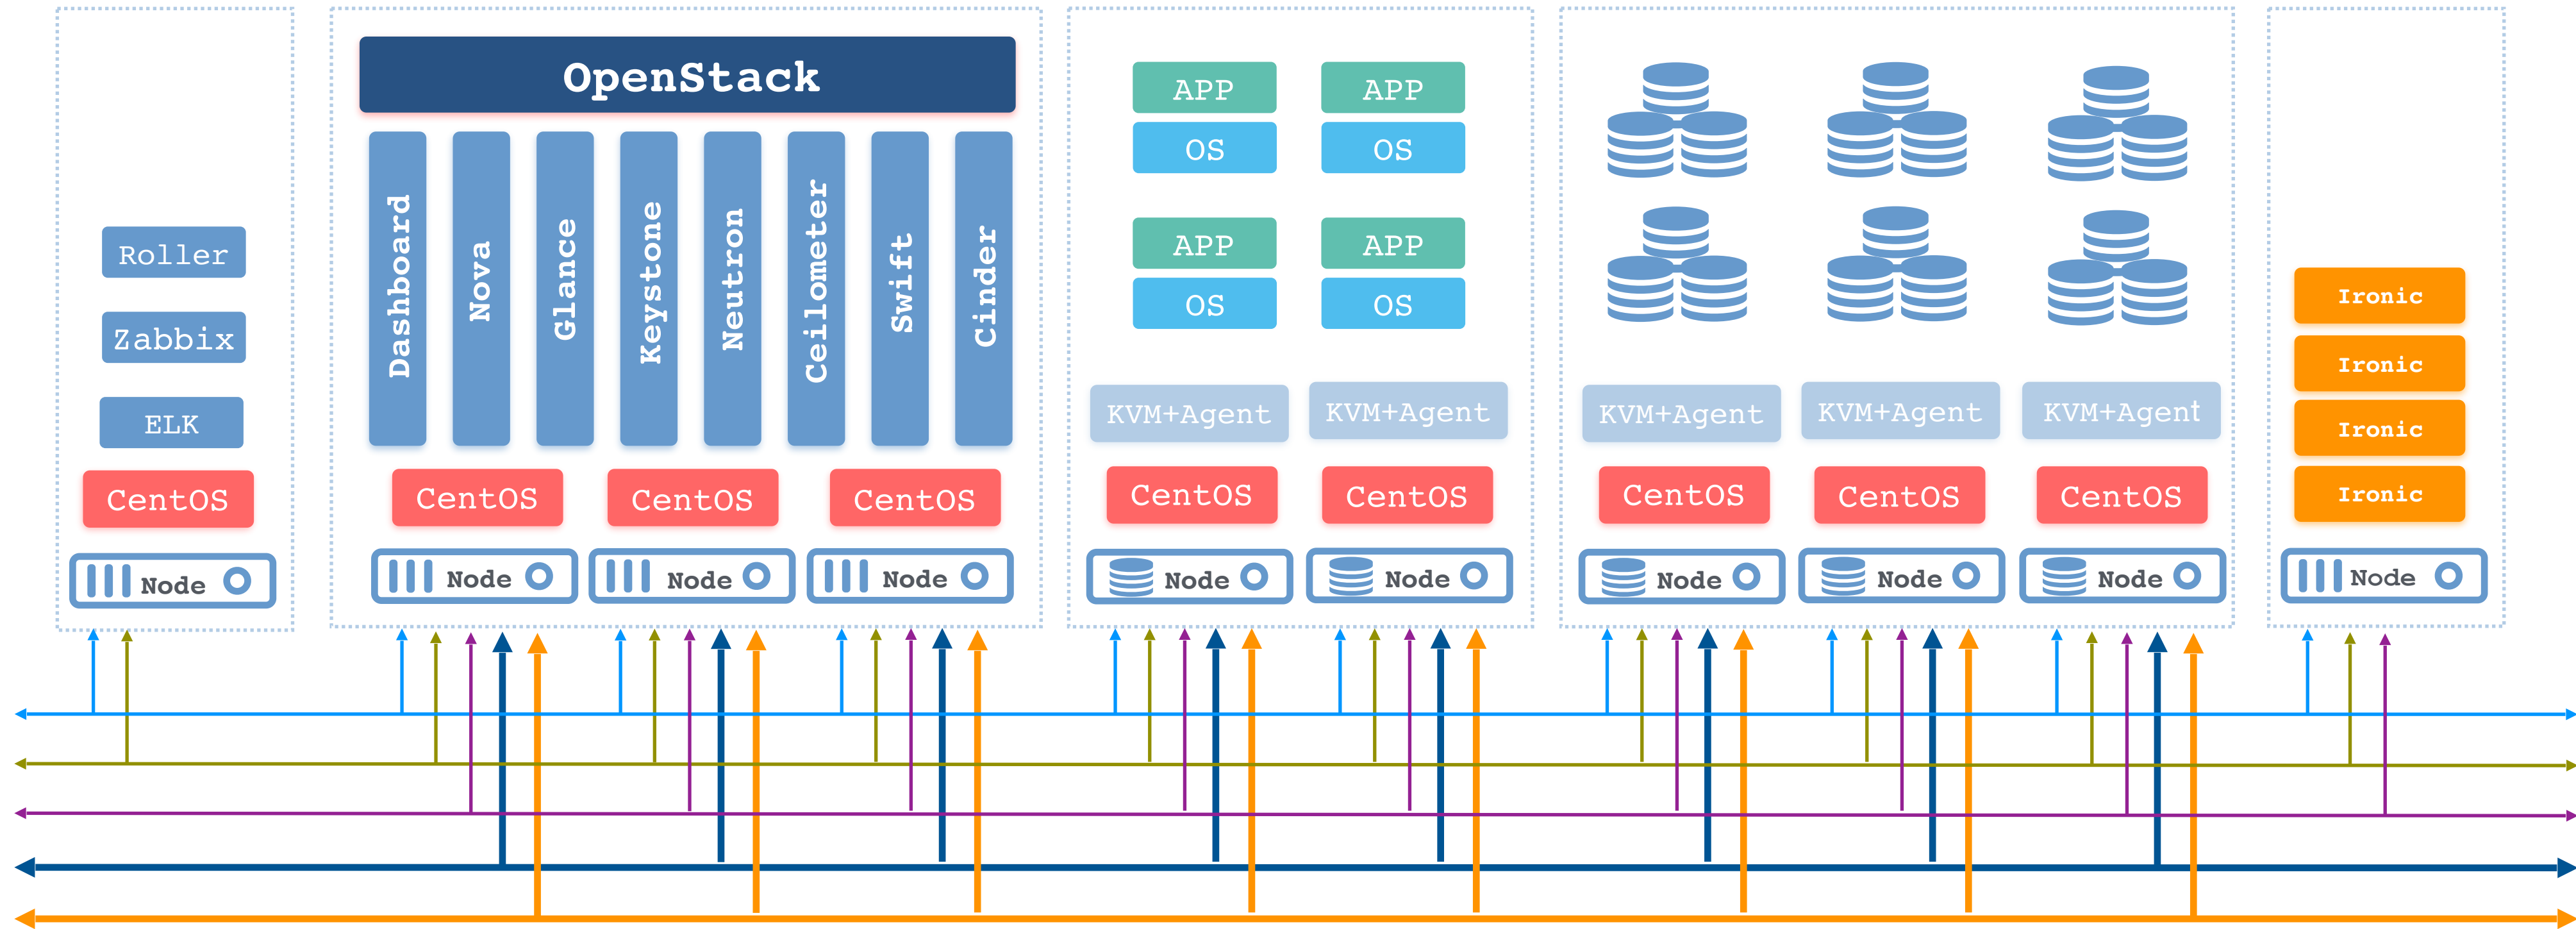 Roller
Zabbix
ELK
CentOS
Node
OpenStack
Dashboard
Nova
Glance
Keystone
Neutron
Ceilometer
Swift
Cinder
CentOS
CentOS
CentOS
Node
Node
Node
APP
APP
OS
OS
APP
APP
OS
OS
KVM+Agent
KVM+Agent
CentOS
CentOS
Node
Node
KVM+Agent
KVM+Agent
KVM+Agent
CentOS
CentOS
CentOS
Node
Node
Node
Ironic
Ironic
Ironic
Ironic
Node